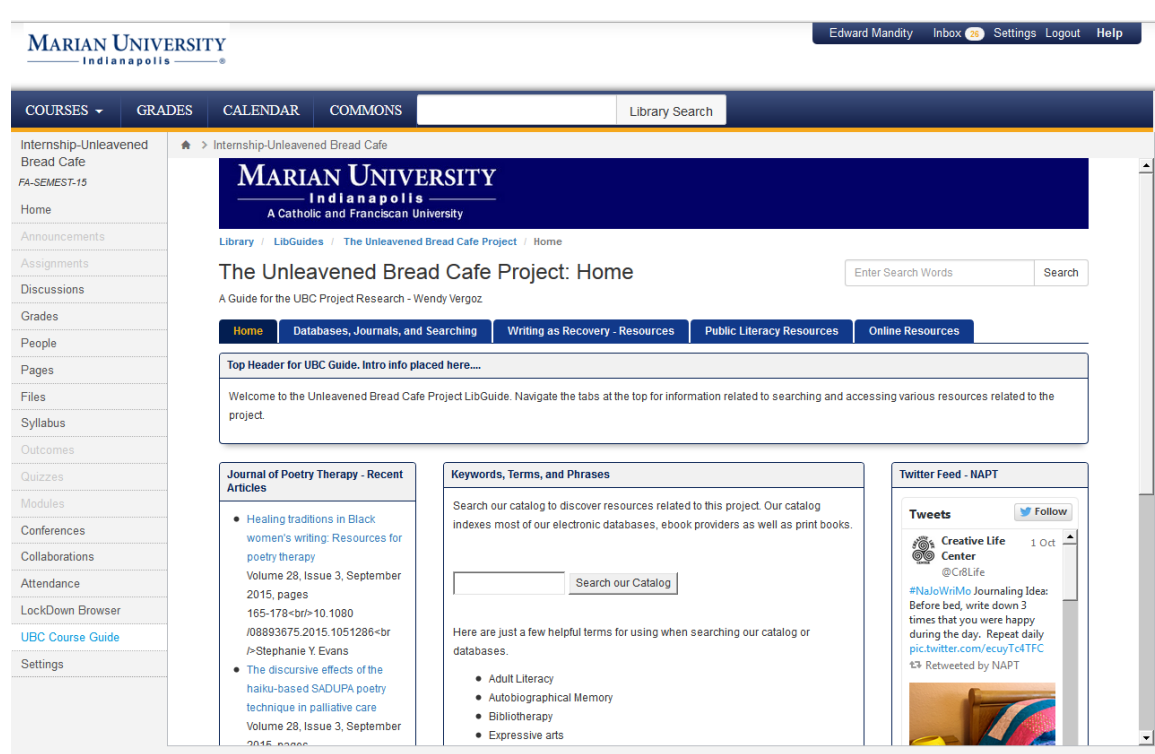 MARIAN UNIVERSITY
Indianapolis
®
Edward Mandity Inbox 26 Settings Logout Help
COURSES GRADES CALENDAR COMMONS Library Search
Internship-Unleavened
Bread Cafe
FA-SEMEST-15
Home
Announcements
Assignments
Discussions
Grades
People
Pages
Files
Syllabus
Outcomes
Quizzes
Modules
Conferences
Collaborations
Attendance
LockDown Browser
UBC Course Guide
Settings
> Internship-Unleavened Bread Cafe
MARIAN UNIVERSITY
Indianapolis
A Catholic and Franciscan University
Library / LibGuides / The Unleavened Bread Cafe Project / Home
The Unleavened Bread Cafe Project: Home
Enter Search Words Search
A Guide for the UBC Project Research - Wendy Vergoz
Home Databases, Journals, and Searching Writing as Recovery - Resources Public Literacy Resources Online Resources
Top Header for UBC Guide. Intro info placed here....
Welcome to the Unleavened Bread Cafe Project LibGuide. Navigate the tabs at the top for information related to searching and accessing various resources related to the
project.
Journal of Poetry Therapy - Recent
Articles
Healing traditions in Black
women's writing: Resources for
poetry therapy
Volume 28, Issue 3, September
2015, pages
165-178<br/>10.1080
/08893675.2015.1051286<br
/>Stephanie Y. Evans
The discursive effects of the
haiku-based SADUPA poetry
technique in palliative care
Volume 28, Issue 3, September
2015, pages
Keywords, Terms, and Phrases
Search our catalog to discover resources related to this project. Our catalog
indexes most of our electronic databases, ebook providers as well as print books.
Search our Catalog
Here are just a few helpful terms for using when searching our catalog or
databases.
Adult Literacy
Autobiographical Memory
Bibliotherapy
Expressive arts
Twitter Feed - NAPT
Tweets Follow
Creative Life 1 Oct
Center
@Cr8Life
#NaJoWriMo Journaling Idea:
Before bed, write down 3
times that you were happy
during the day. Repeat daily
pic.twitter.com/ecuyTc4TFC
Retweeted by NAPT